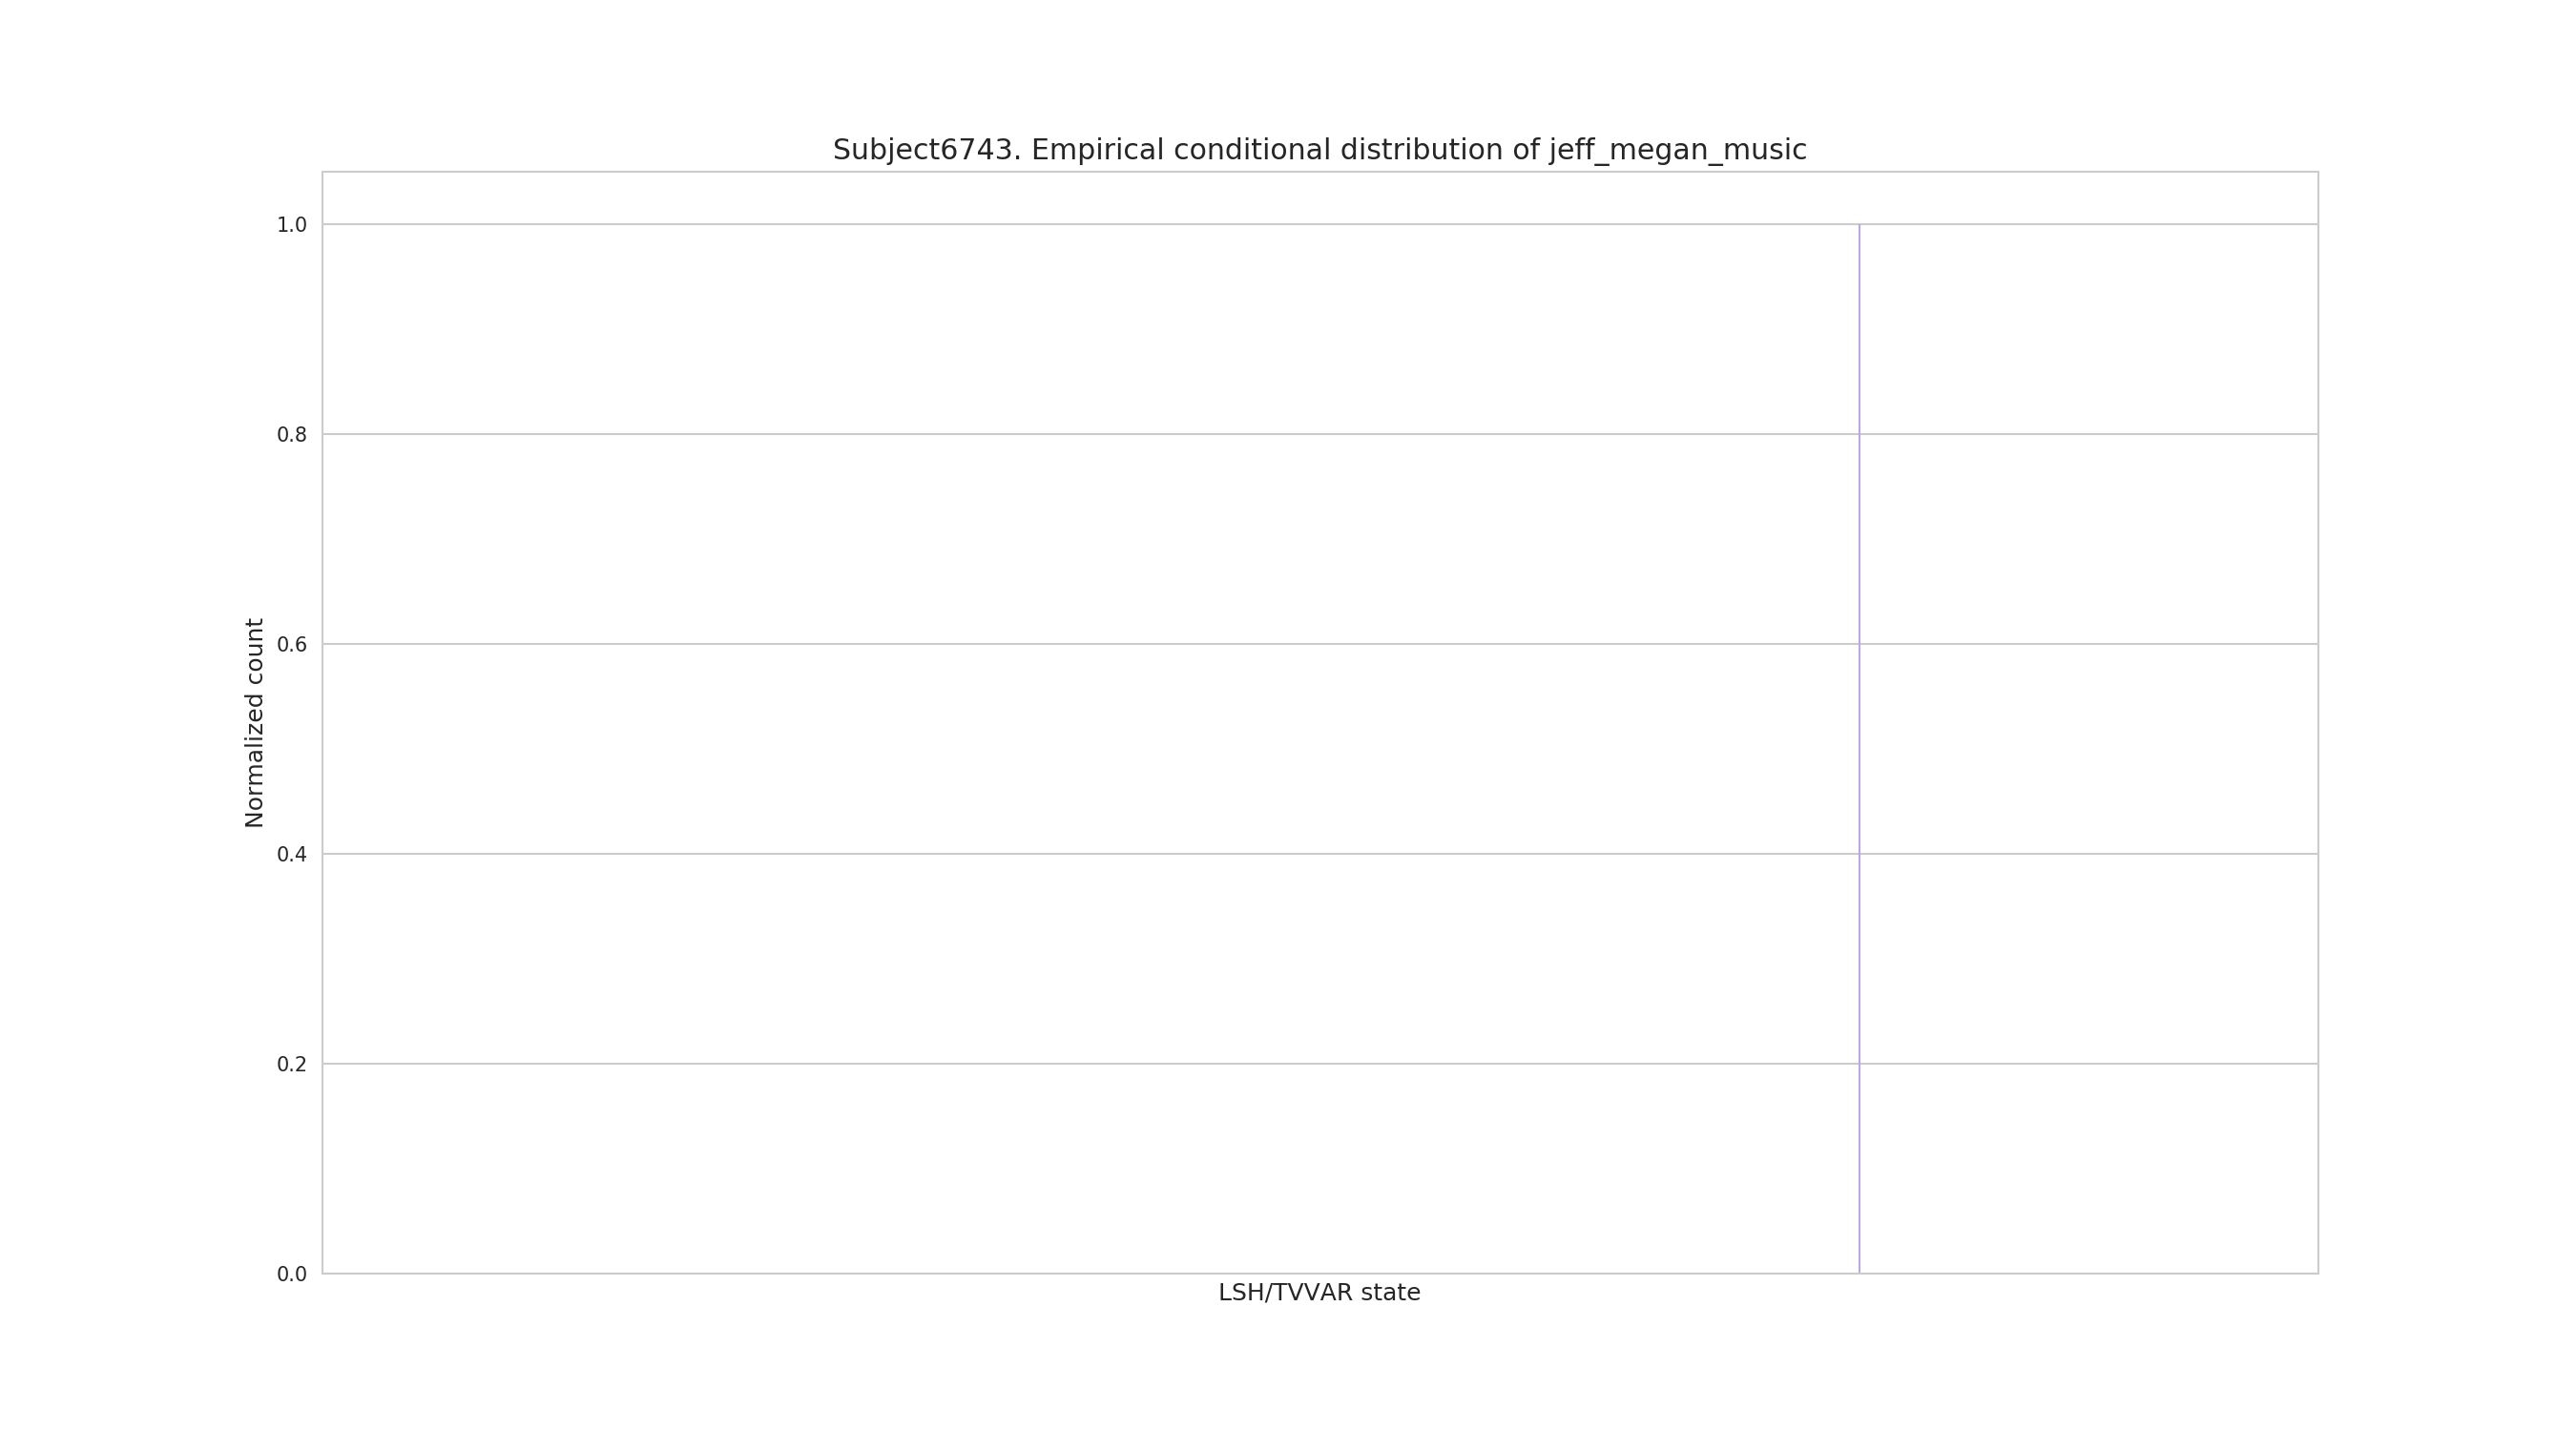 Subject6743. Empirical conditional distribution of jeff_megan_music
1.0
0.8
0.6
0.4
0.2
0.0
Normalized count
LSH/TVVAR state